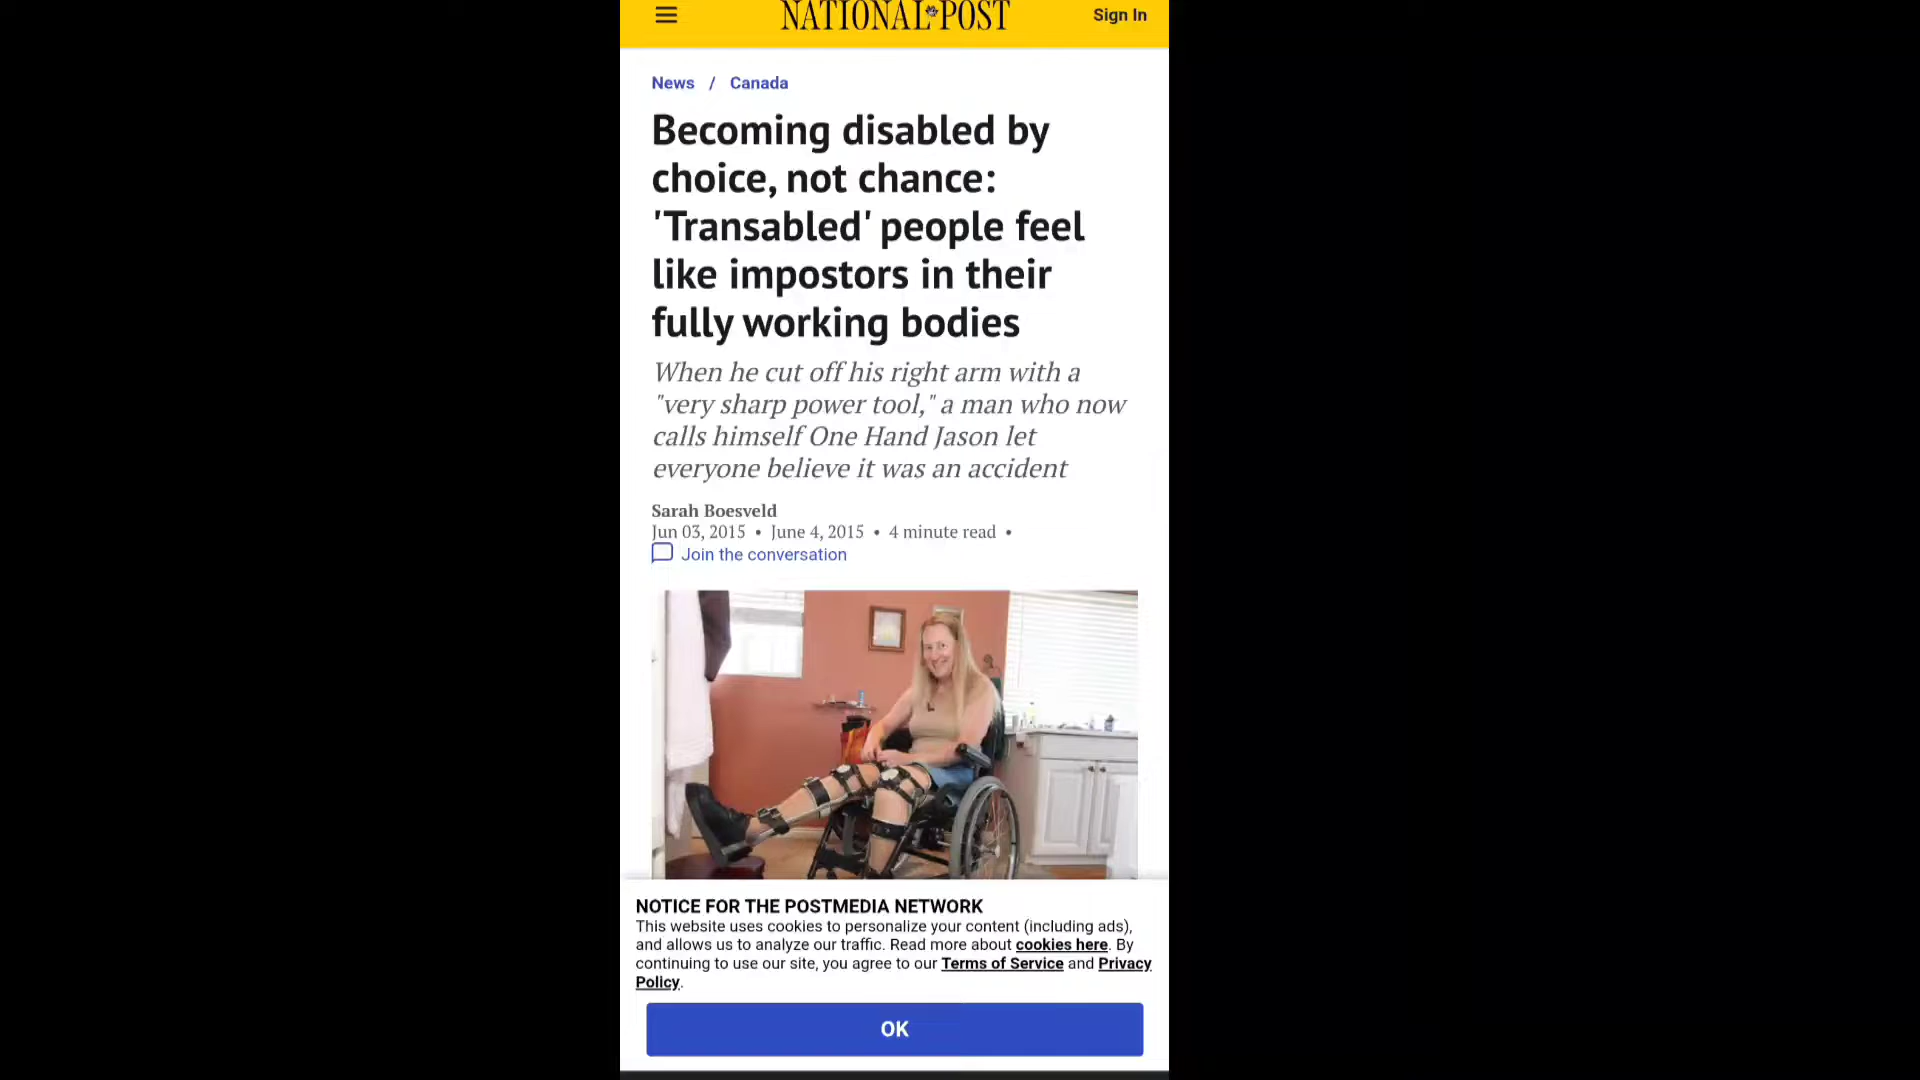 NATIONAL POST
Sign In
News / Canada
Becoming disabled by
choice, not chance:
'Transabled' people feel
like impostors in their
fully working bodies
When he cut off his right arm with a
"very sharp power tool," a man who now
calls himself One Hand Jason let
everyone believe it was an accident
Sarah Boesveld
Jun 03, 2015 • June 4, 2015 • 4 minute read •
Join the conversation
NOTICE FOR THE POSTMEDIA NETWORK
This website uses cookies to personalize your content (including ads),
and allows us to analyze our traffic. Read more about cookies here. By
continuing to use our site, you agree to our Terms of Service and Privacy
Policy.
OK